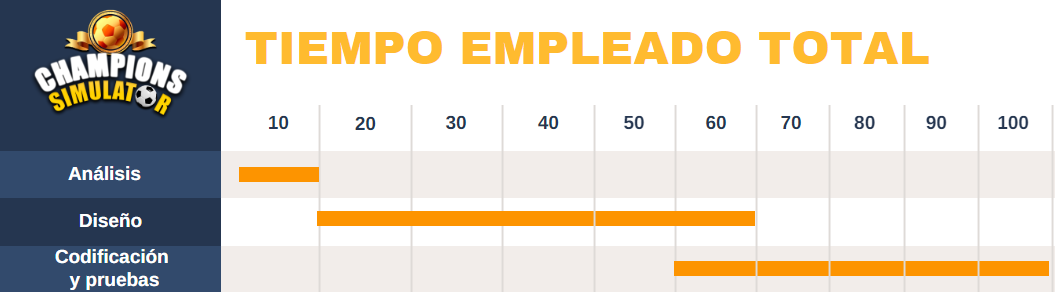 CHAMPIONS
SIMULATOR
TIEMPO EMPLEADO TOTAL
10 20 30 40 50 60 70 80 90 100
Análisis
Diseño
Codificación
y pruebas